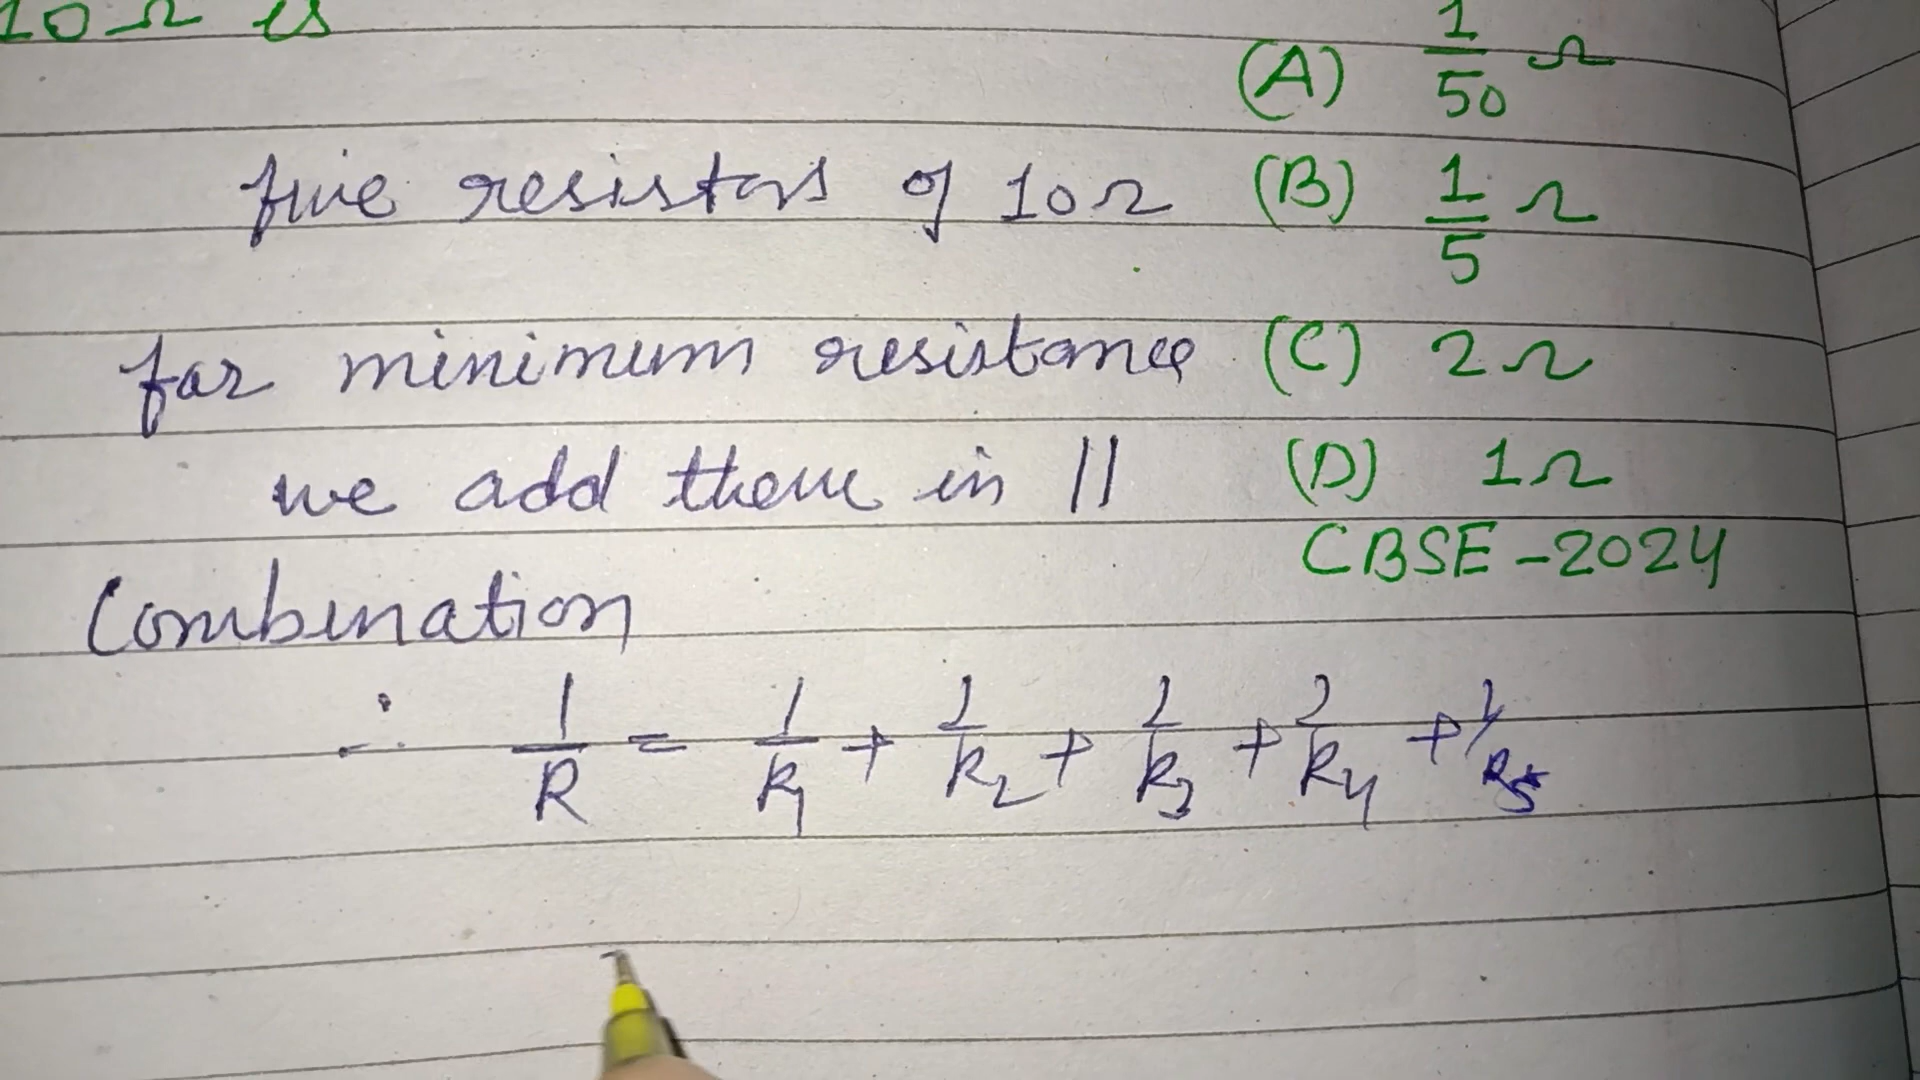 10 Ω is
(A) 1/50 Ω
five resistors of 10Ω (B) 1/5 Ω
for minimum resistance (C) 2Ω
we add them in || (D) 1Ω
CBSE-2024
Combination
∴ 1/R = 1/R₁ + 1/R₂ + 1/R₃ + 1/R₄ + 1/R₅